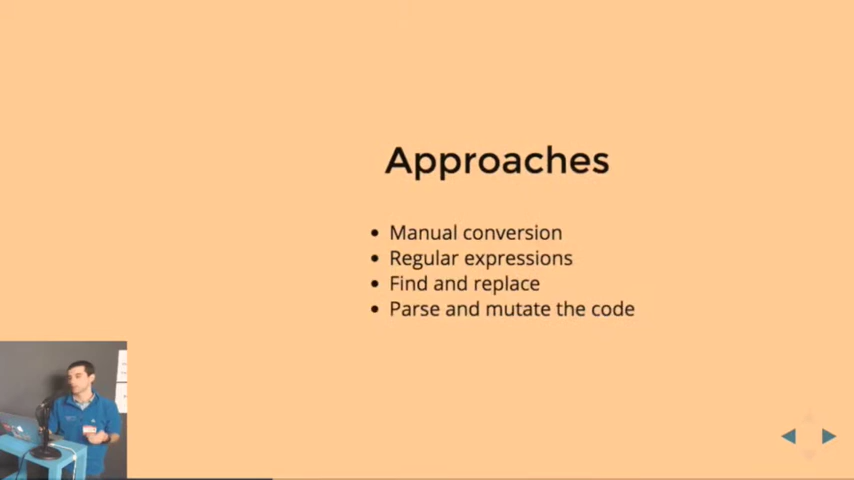 Approaches
Manual conversion
Regular expressions
Find and replace
Parse and mutate the code